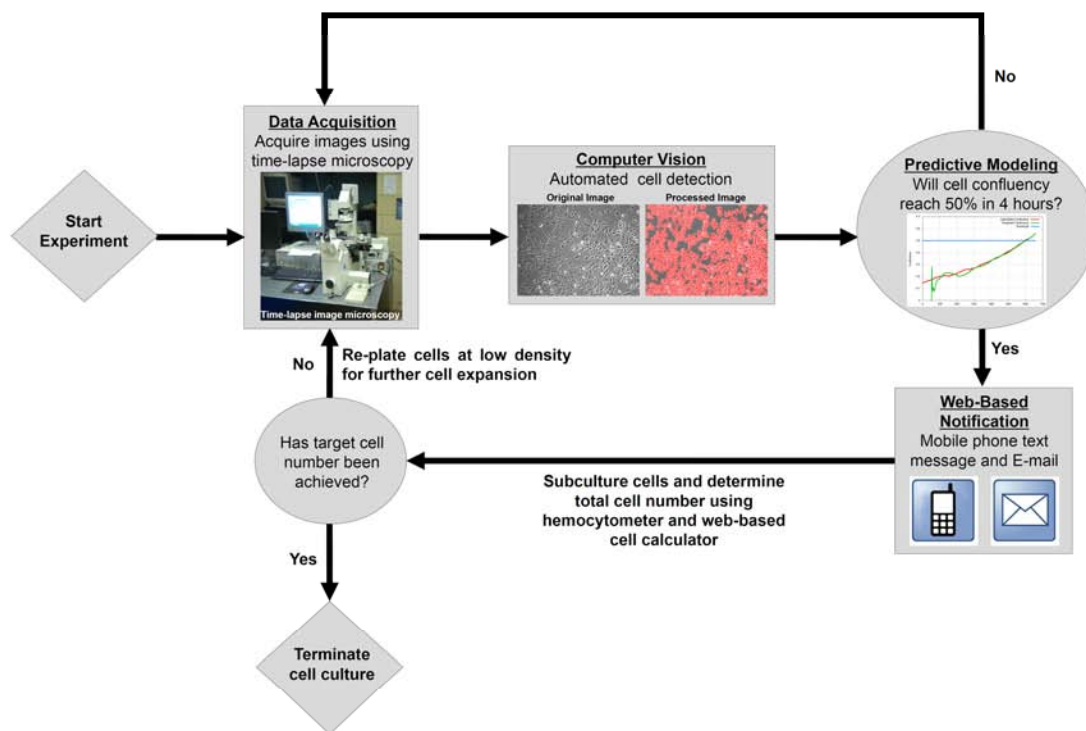 No
Data Acquisition
Acquire images using
time-lapse microscopy
Time-lapse image microscopy
Start
Experiment
Computer Vision
Automated cell detection
Original Image
Processed Image
Predictive Modeling
Will cell confluency
reach 50% in 4 hours?
Yes
No
Re-plate cells at low density
for further cell expansion
Web-Based
Notification
Mobile phone text
message and E-mail
Has target cell
number been
achieved?
Subculture cells and determine
total cell number using
hemocytometer and web-based
cell calculator
Yes
Terminate
cell culture